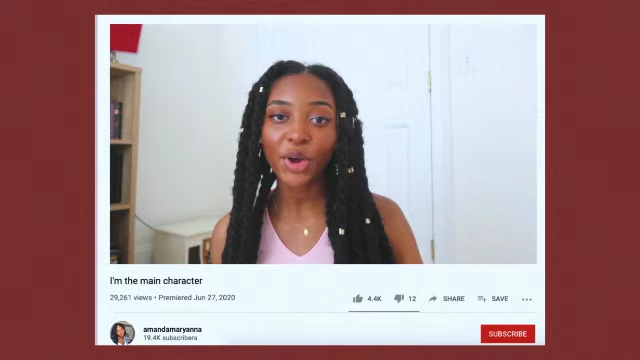 I'm the main character
29,261 views • Premiered Jun 27, 2020
4.4K 12 SHARE SAVE
amandamaryanna
19.4K subscribers
SUBSCRIBE